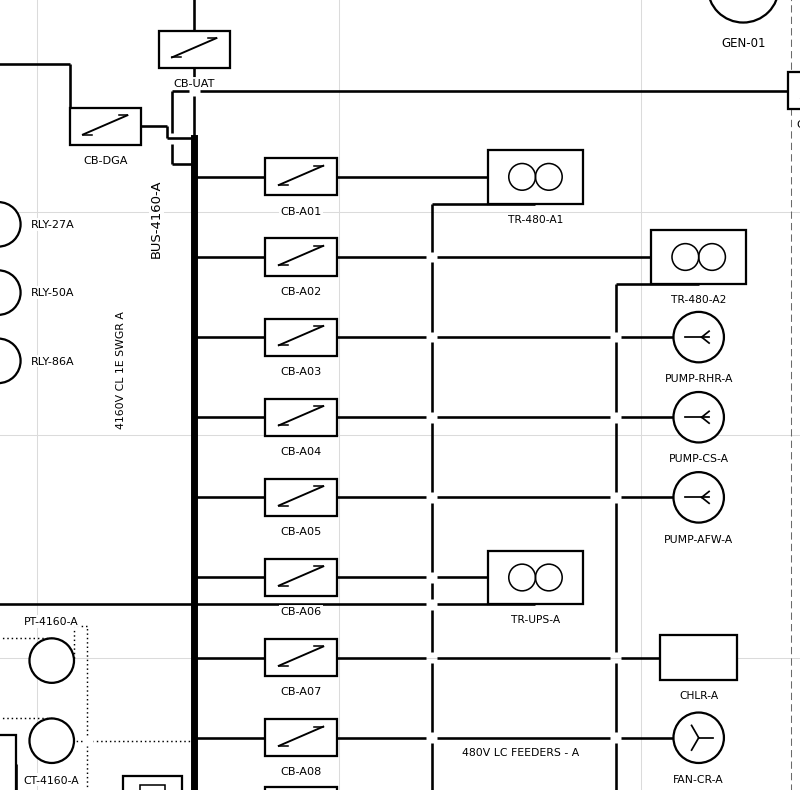 GEN-01
CB-UAT
CB-DGA
BUS-4160-A
CB-A01
TR-480-A1
RLY-27A
CB-A02
TR-480-A2
RLY-50A
4160V CL 1E SWGR A
RLY-86A
CB-A03
PUMP-RHR-A
CB-A04
PUMP-CS-A
CB-A05
PUMP-AFW-A
CB-A06
TR-UPS-A
PT-4160-A
CB-A07
CHLR-A
480V LC FEEDERS - A
CT-4160-A
CB-A08
FAN-CR-A